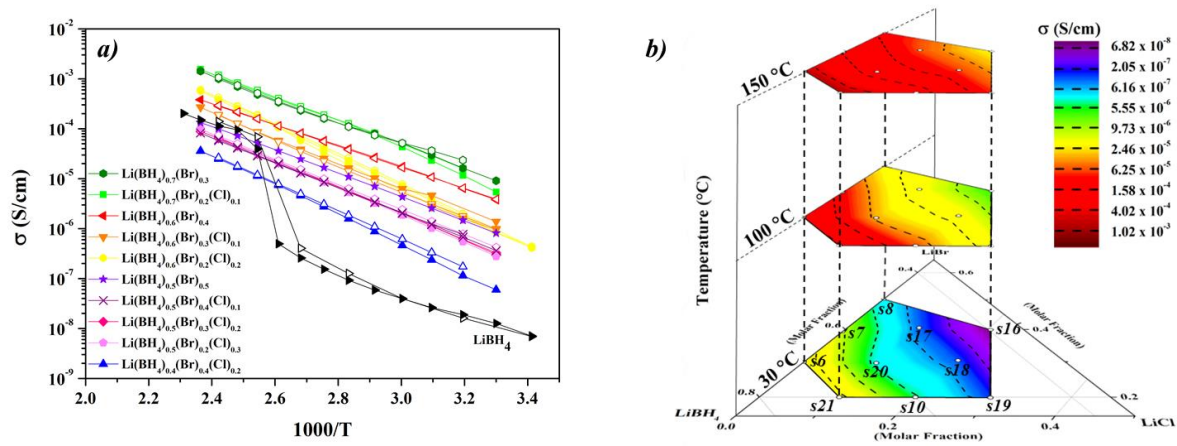 a)
σ (S/cm)
10⁻²
10⁻³
10⁻⁴
10⁻⁵
10⁻⁶
10⁻⁷
10⁻⁸
10⁻⁹
Li(BH₄)₀.₇(Br)₀.₃
Li(BH₄)₀.₇(Br)₀.₂(Cl)₀.₁
Li(BH₄)₀.₆(Br)₀.₄
Li(BH₄)₀.₆(Br)₀.₃(Cl)₀.₁
Li(BH₄)₀.₆(Br)₀.₂(Cl)₀.₂
Li(BH₄)₀.₅(Br)₀.₅
Li(BH₄)₀.₅(Br)₀.₄(Cl)₀.₁
Li(BH₄)₀.₅(Br)₀.₃(Cl)₀.₂
Li(BH₄)₀.₅(Br)₀.₂(Cl)₀.₃
Li(BH₄)₀.₄(Br)₀.₄(Cl)₀.₂
LiBH₄
2.0 2.2 2.4 2.6 2.8 3.0 3.2 3.4
1000/T
b)
σ (S/cm)
6.82 x 10⁻⁸
2.05 x 10⁻⁷
6.16 x 10⁻⁷
5.55 x 10⁻⁶
9.73 x 10⁻⁶
2.46 x 10⁻⁵
6.25 x 10⁻⁵
1.58 x 10⁻⁴
4.02 x 10⁻⁴
1.02 x 10⁻³
Temperature (°C)
150 °C
100 °C
30 °C
LiBr
0.4 0.6
(Molar Fraction)
(Molar Fraction)
0.4
s8
s7 s17 s16
s6
s20 s18
0.8 0.2
s21 s10 s19
LiBH₄ LiCl
0.0 0.2 0.4 0.5
(Molar Fraction)